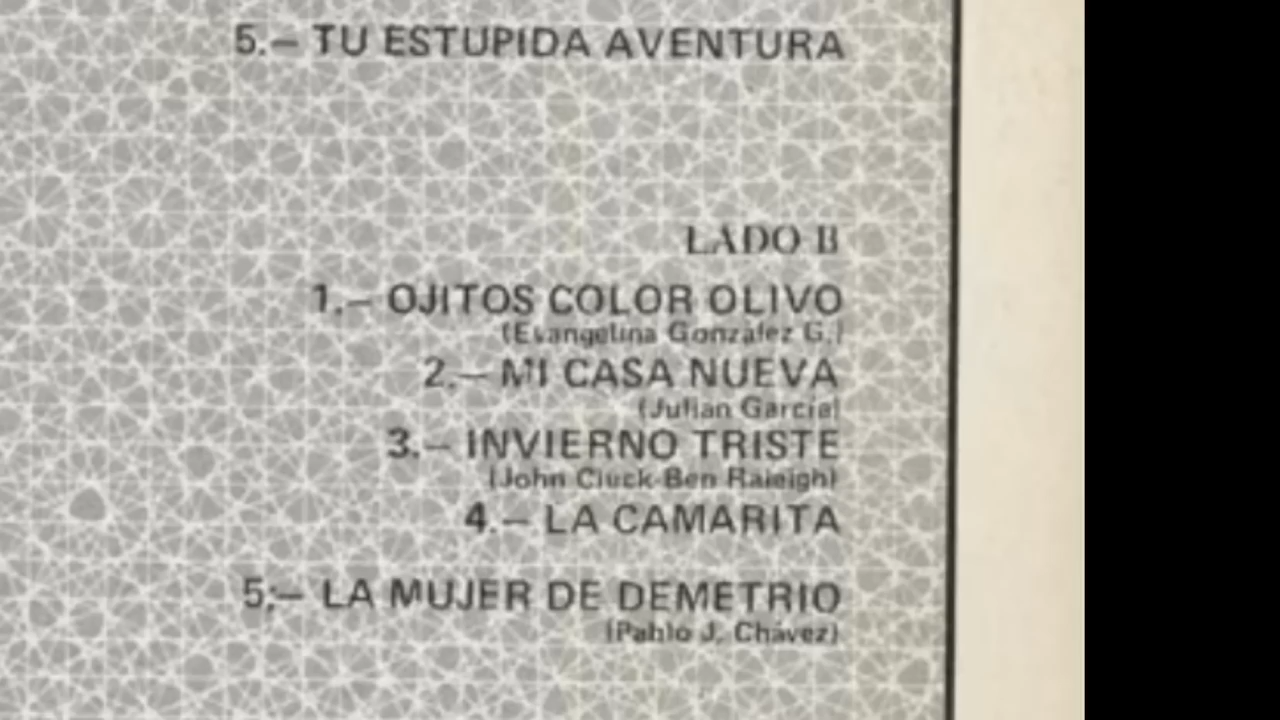 5.— TU ESTUPIDA AVENTURA
LADO B
1.— OJITOS COLOR OLIVO
(Evangelina González G.)
2.— MI CASA NUEVA
(Julian Garcia)
3.— INVIERNO TRISTE
(John Cluck-Ben Raleigh)
4.— LA CAMARITA
5.— LA MUJER DE DEMETRIO
(Pablo J. Chávez)